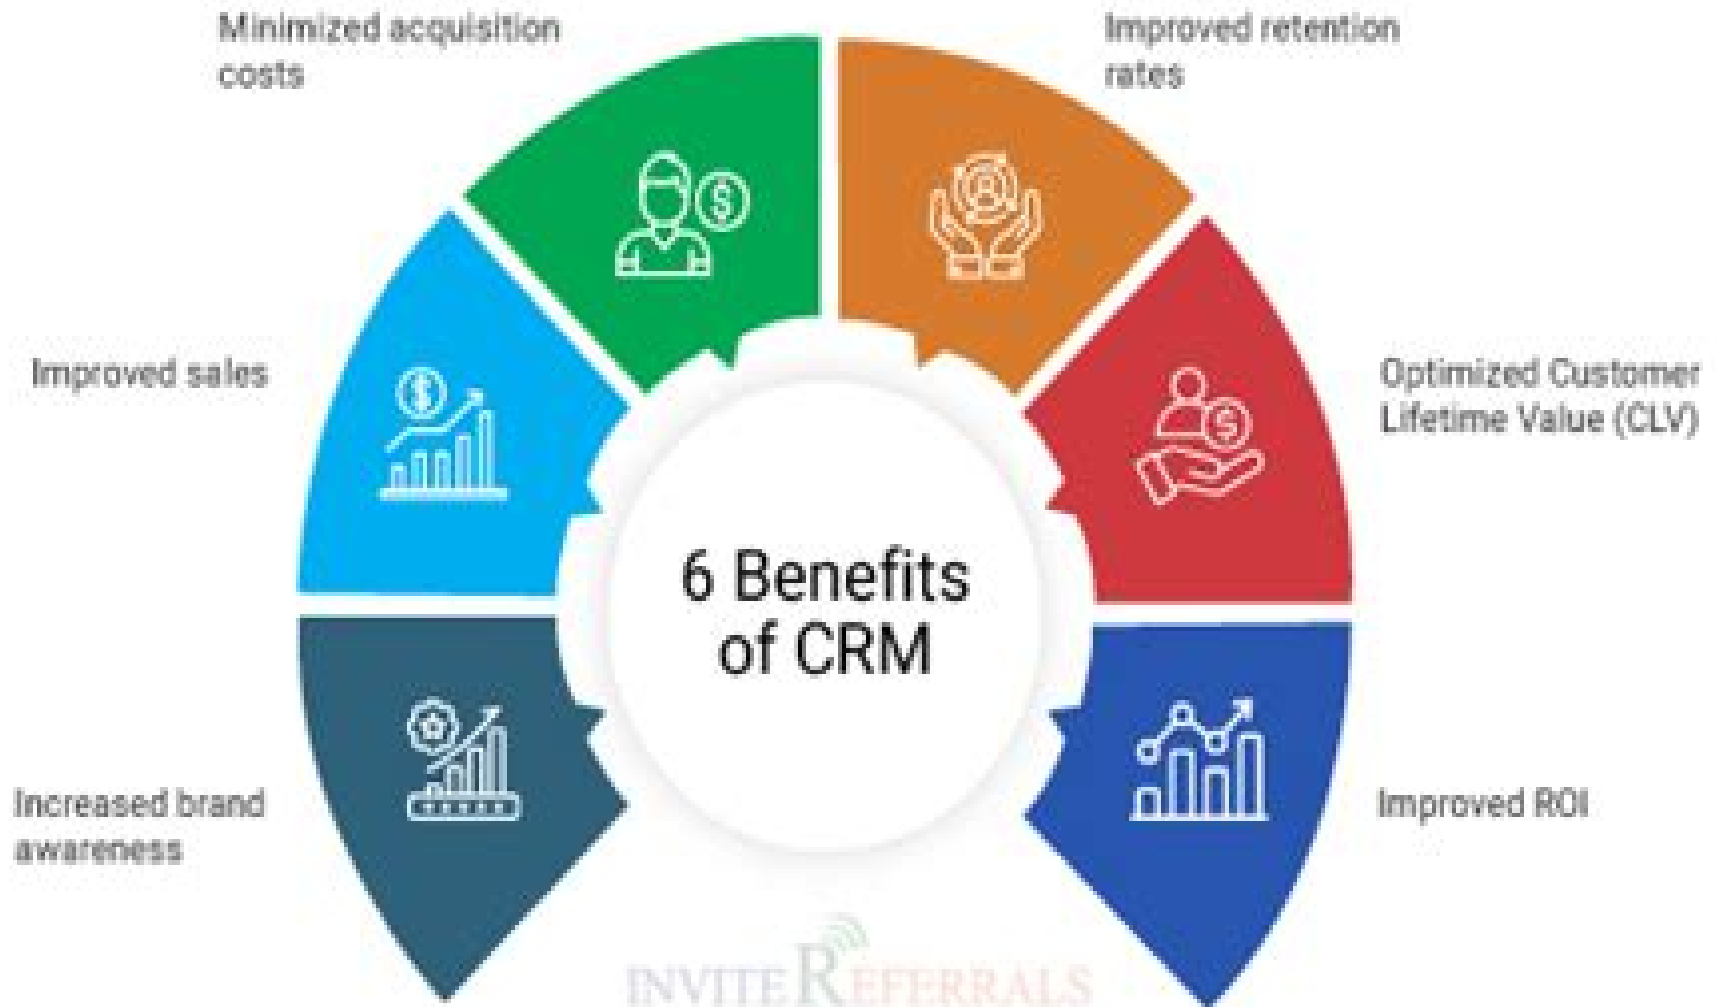 Minimized acquisition
costs
Improved retention
rates
Improved sales
Optimized Customer
Lifetime Value (CLV)
6 Benefits
of CRM
Increased brand
awareness
Improved ROI
INVITEREFERRALS